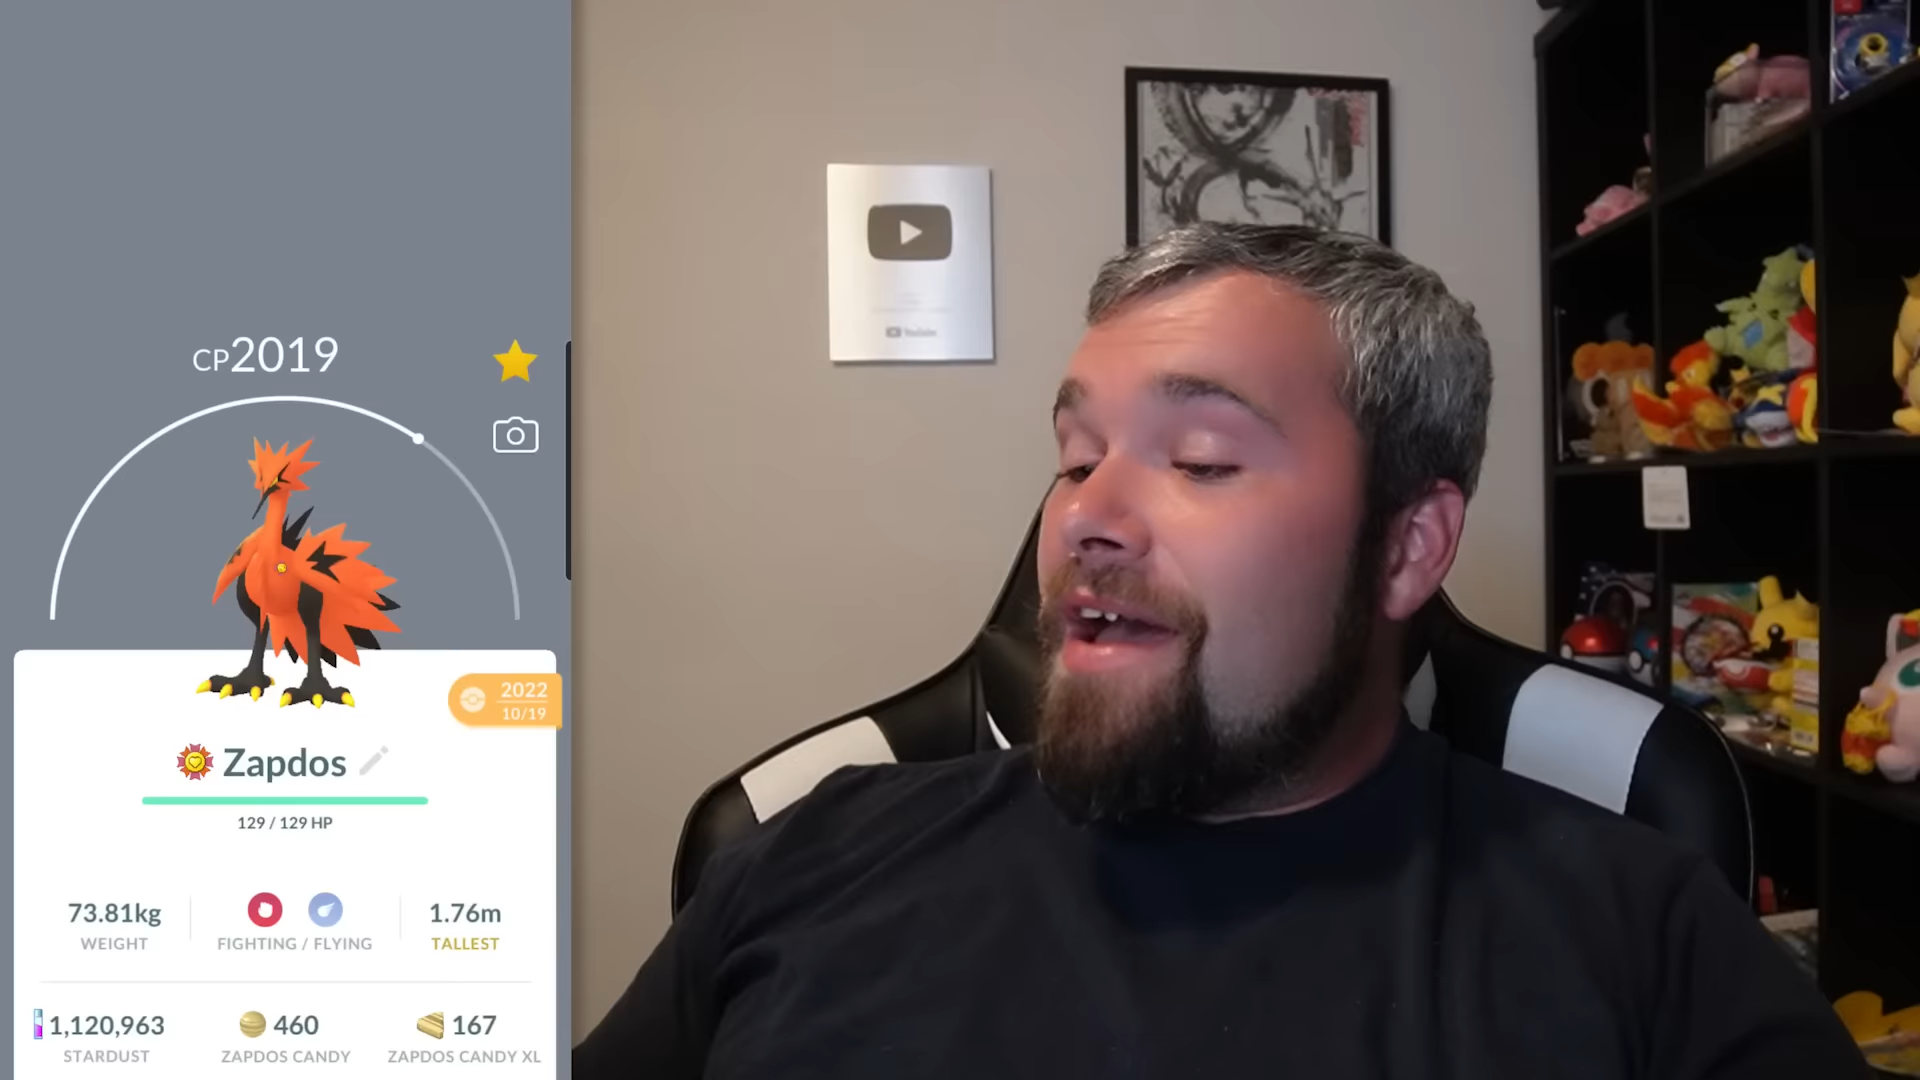 CP2019
2022
10/19
Zapdos
129 / 129 HP
73.81kg
WEIGHT
FIGHTING / FLYING
1.76m
TALLEST
1,120,963
STARDUST
460
ZAPDOS CANDY
167
ZAPDOS CANDY XL
YouTube